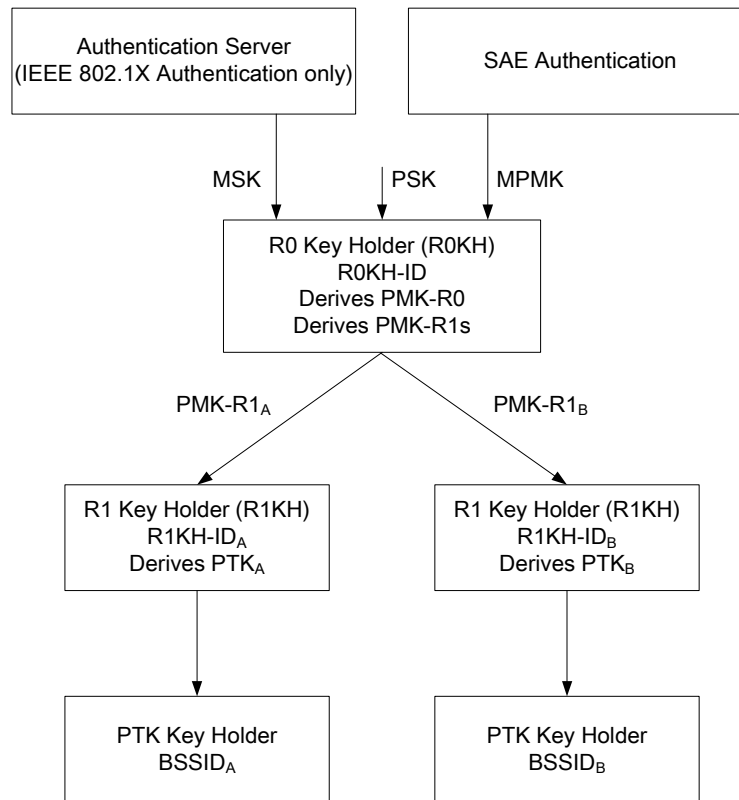 Authentication Server
(IEEE 802.1X Authentication only)
SAE Authentication
MSK
PSK
MPMK
R0 Key Holder (R0KH)
R0KH-ID
Derives PMK-R0
Derives PMK-R1s
PMK-R1A
PMK-R1B
R1 Key Holder (R1KH)
R1KH-IDA
Derives PTKA
R1 Key Holder (R1KH)
R1KH-IDB
Derives PTKB
PTK Key Holder
BSSIDA
PTK Key Holder
BSSIDB